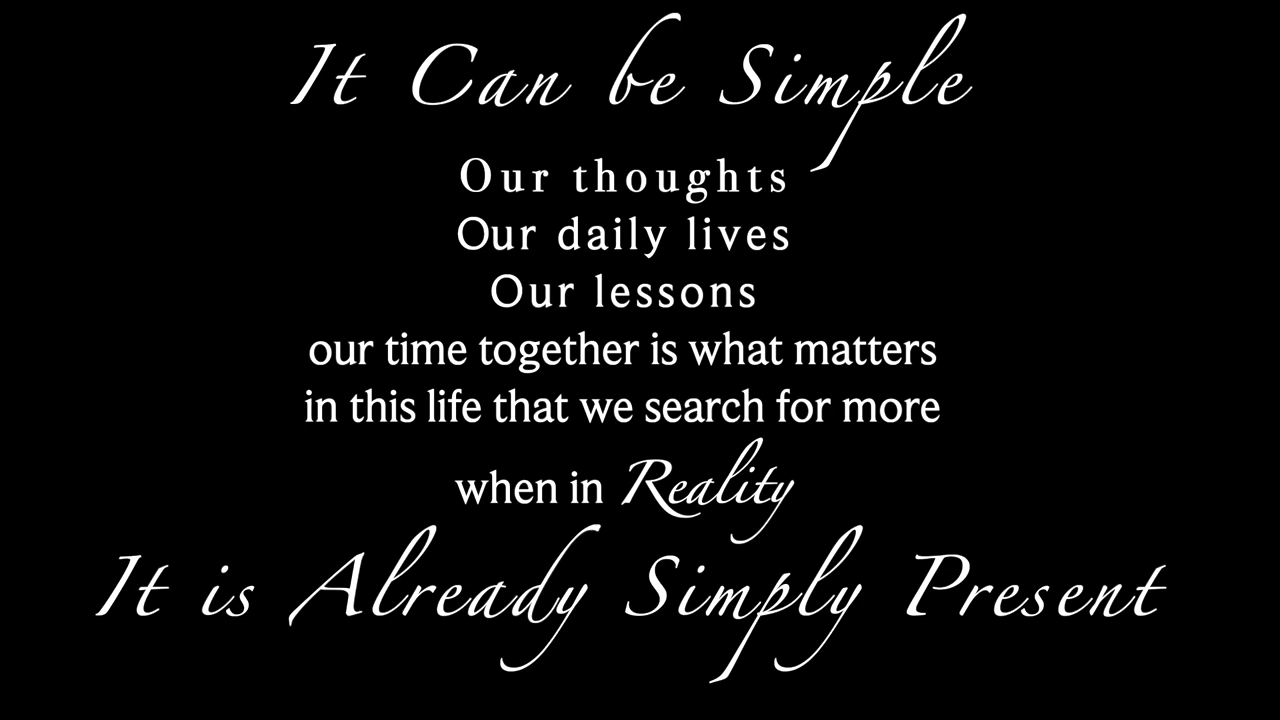 It Can be Simple
Our thoughts
Our daily lives
Our lessons
our time together is what matters
in this life that we search for more
when in Reality
It is Already Simply Present